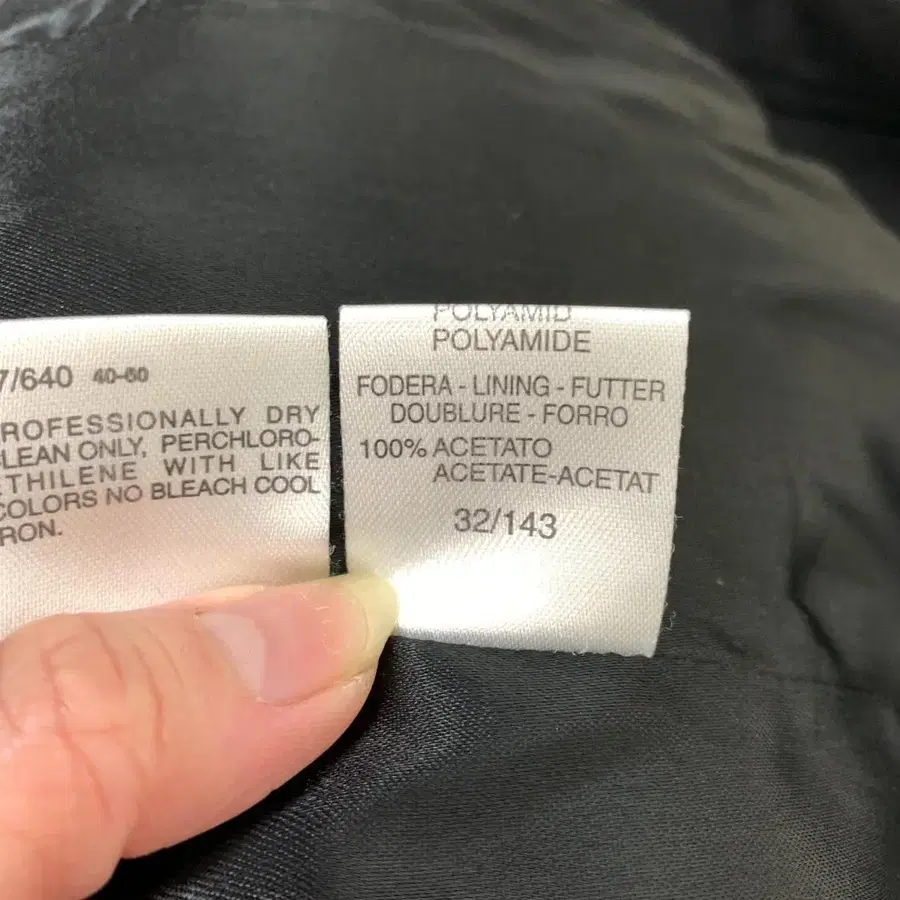 7/640 40-60
ROFESSIONALLY DRY
LEAN ONLY, PERCHLORO-
ETHILENE WITH LIKE
COLORS NO BLEACH COOL
RON.
POLYAMID
POLYAMIDE
FODERA - LINING - FUTTER
DOUBLURE - FORRO
100% ACETATO
ACETATE-ACETAT
32/143